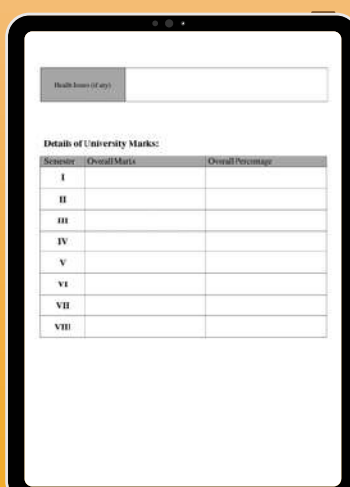 Health Issues (if any)
Details of University Marks:
Semester Overall Marks Overall Percentage
I
II
III
IV
V
VI
VII
VIII